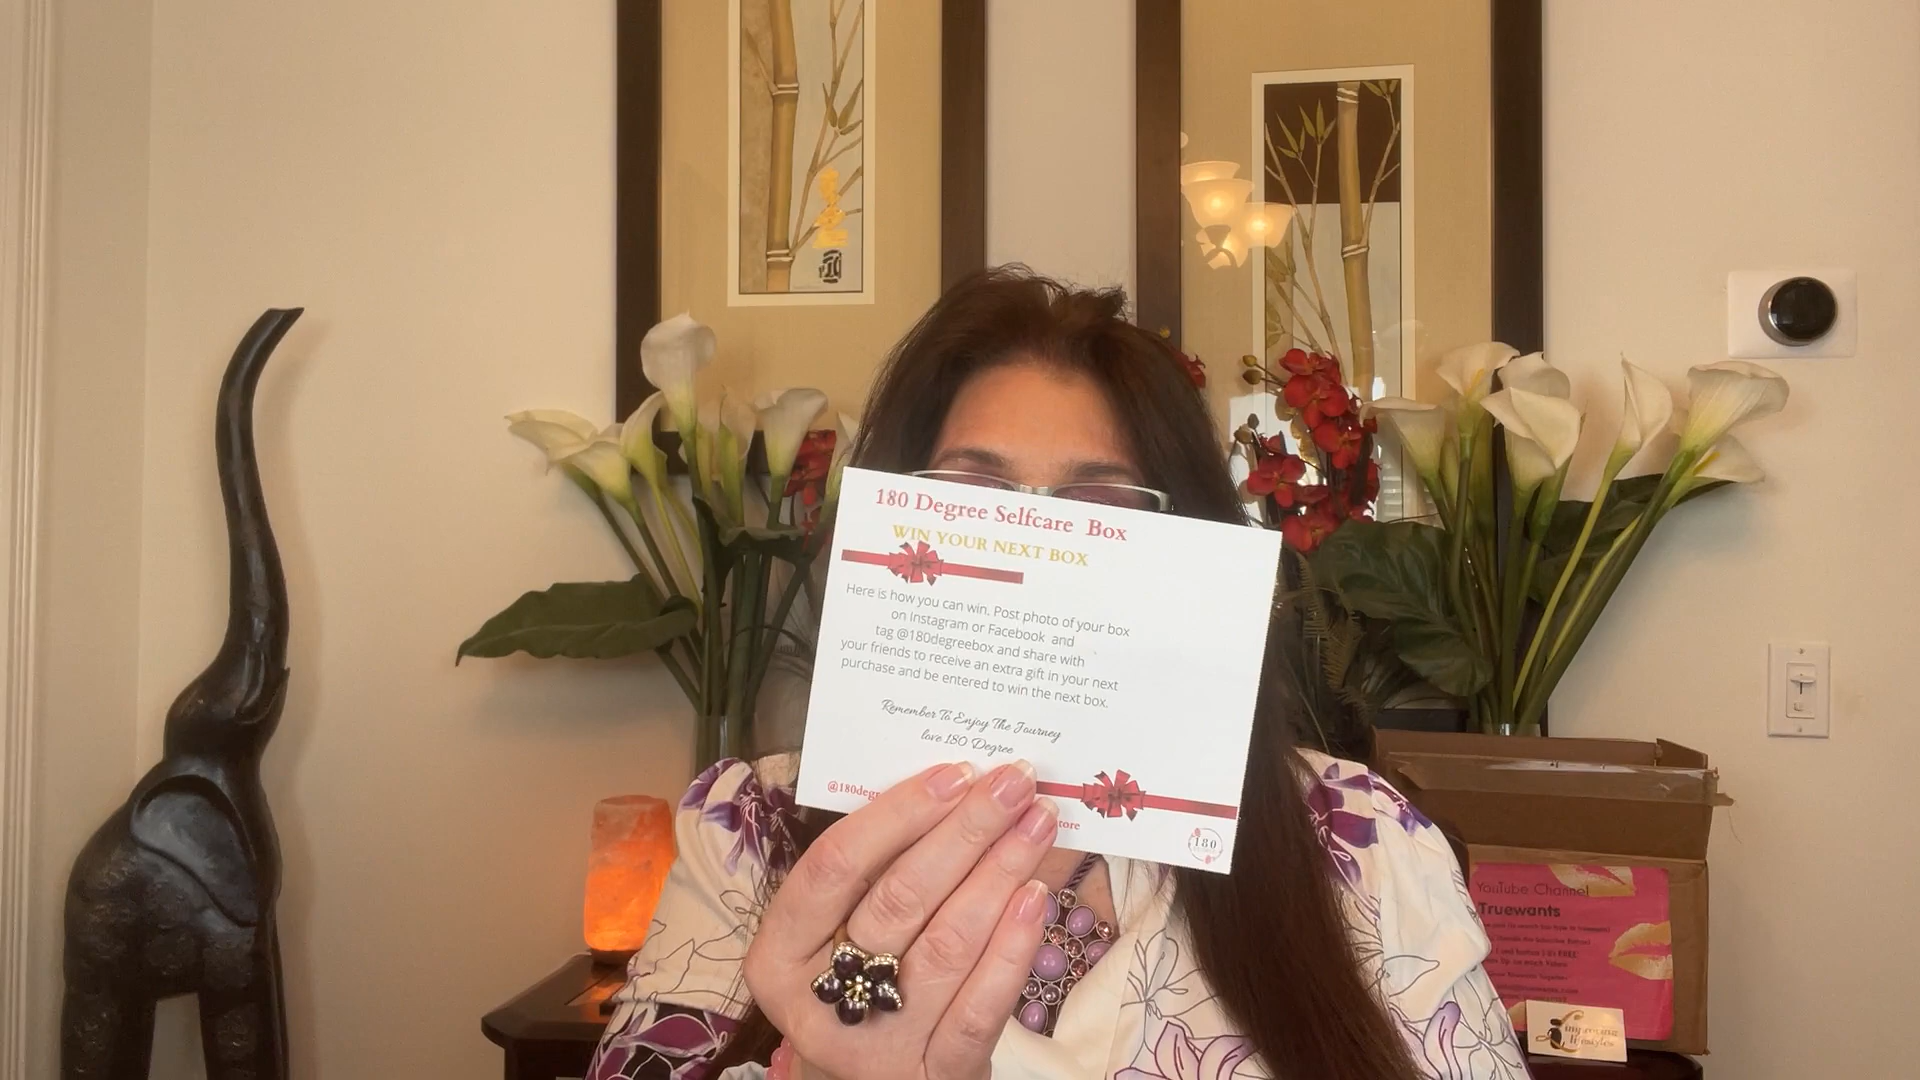 180 Degree Selfcare Box
WIN YOUR NEXT BOX
Here is how you can win. Post photo of your box
on Instagram or Facebook and
tag @180degreebox and share with
your friends to receive an extra gift in your next
purchase and be entered to win the next box.
Remember To Enjoy The Journey
love 180 Degree
@180degr
tore
180
YouTube Channel
Truewants
lifestyles